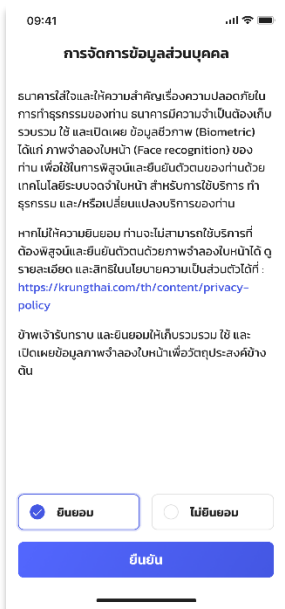 09:41
การจัดการข้อมูลส่วนบุคคล
ธนาคารใส่ใจและให้ความสำคัญเรื่องความปลอดภัยใน
การทำธุรกรรมของท่าน ธนาคารมีความจำเป็นต้องเก็บ
รวบรวม ใช้ และเปิดเผย ข้อมูลชีวภาพ (Biometric)
ได้แก่ ภาพจำลองใบหน้า (Face recognition) ของ
ท่าน เพื่อใช้ในการพิสูจน์และยืนยันตัวตนของท่านด้วย
เทคโนโลยีระบบจดจำใบหน้า สำหรับการใช้บริการ ทำ
ธุรกรรม และ/หรือเปลี่ยนแปลงบริการของท่าน
หากไม่ให้ความยินยอม ท่านจะไม่สามารถใช้บริการที่
ต้องพิสูจน์และยืนยันตัวตนด้วยภาพจำลองใบหน้าได้ ดู
รายละเอียด และสิทธิในนโยบายความเป็นส่วนตัวได้ที่ :
https://krungthai.com/th/content/privacy-
policy
ข้าพเจ้ารับทราบ และยินยอมให้เก็บรวบรวม ใช้ และ
เปิดเผยข้อมูลภาพจำลองใบหน้าเพื่อวัตถุประสงค์ข้าง
ต้น
ยินยอม
ไม่ยินยอม
ยืนยัน